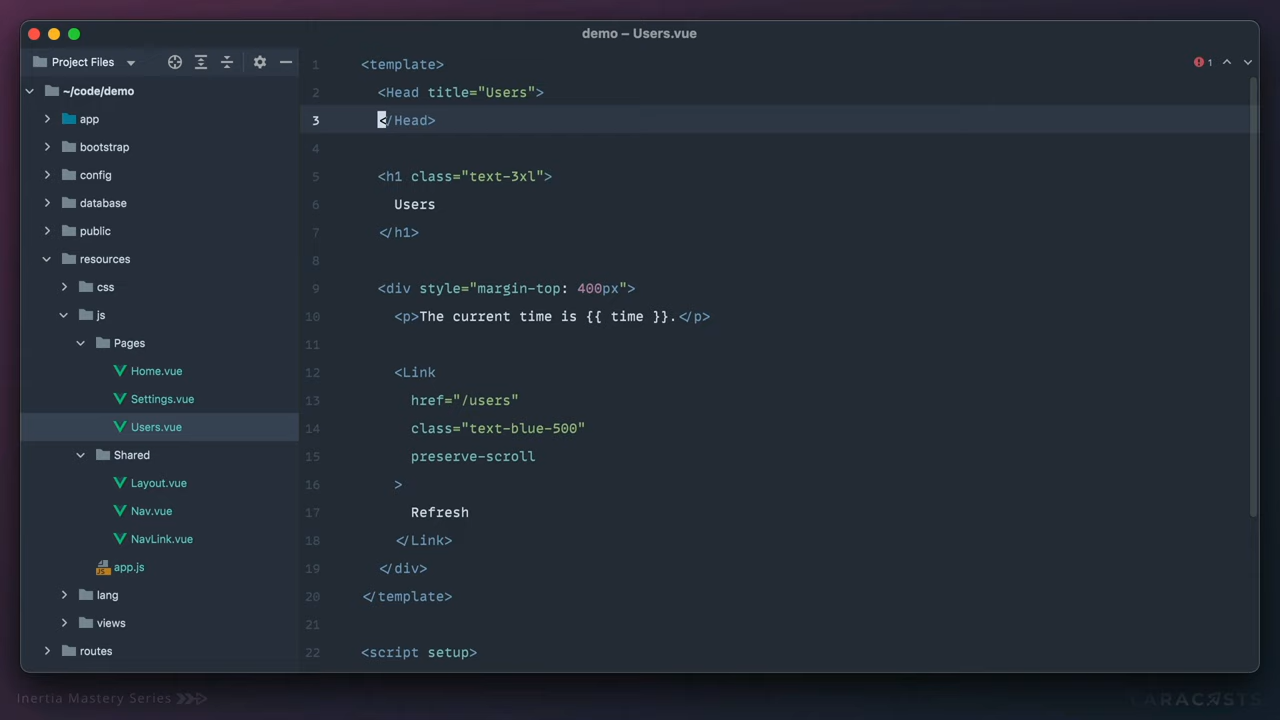 demo – Users.vue
Project Files
~/code/demo
app
bootstrap
config
database
public
resources
css
js
Pages
Home.vue
Settings.vue
Users.vue
Shared
Layout.vue
Nav.vue
NavLink.vue
JS app.js
lang
views
routes
1
1 <template>
2 <Head title="Users">
3 </Head>
4
5 <h1 class="text-3xl">
6 Users
7 </h1>
8
9 <div style="margin-top: 400px">
10 <p>The current time is {{ time }}.</p>
11
12 <Link
13 href="/users"
14 class="text-blue-500"
15 preserve-scroll
16 >
17 Refresh
18 </Link>
19 </div>
20 </template>
21
22 <script setup>
Inertia Mastery Series
LARACASTS